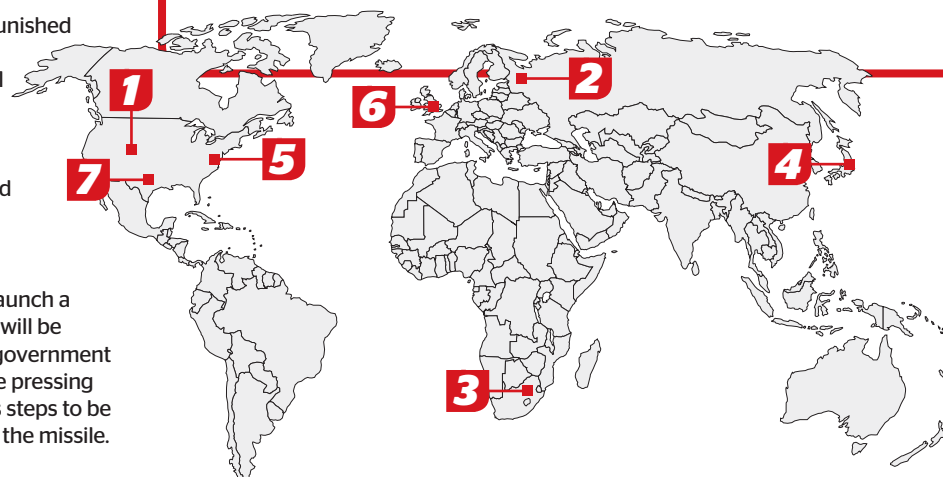 unished
l
d
aunch a
will be
government
e pressing
s steps to be
the missile.
1
2
6
5
4
7
3